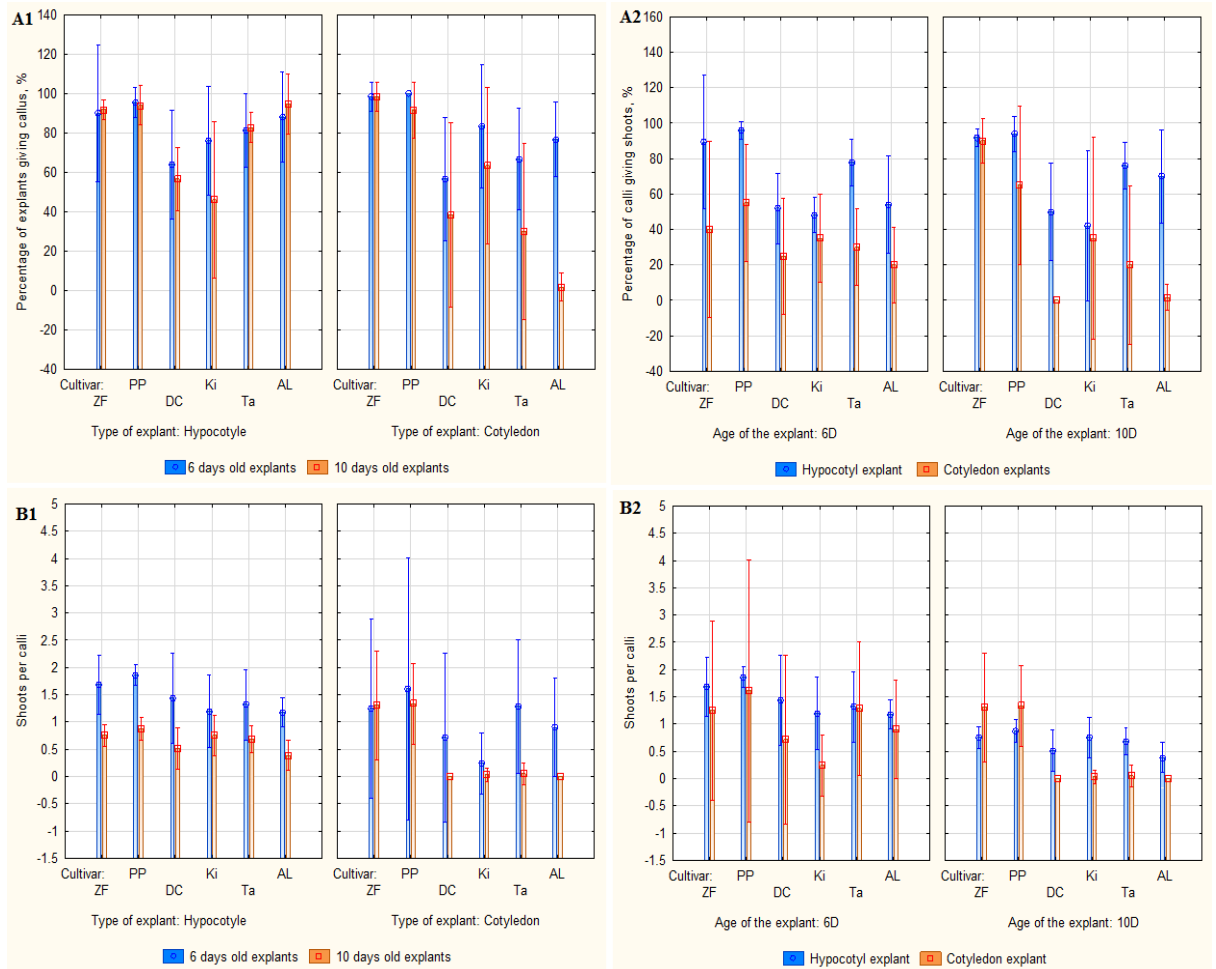 A1
Percentage of explants giving callus, %
140
120
100
80
60
40
20
0
-20
-40
Cultivar: PP Ki AL PP Ki AL
ZF DC Ta ZF DC Ta
Type of explant: Hypocotyle Type of explant: Cotyledon
6 days old explants 10 days old explants
A2
Percentage of calli giving shoots, %
160
140
120
100
80
60
40
20
0
-20
-40
Cultivar: PP Ki AL PP Ki AL
ZF DC Ta ZF DC Ta
Age of the explant: 6D Age of the explant: 10D
Hypocotyl explant Cotyledon explants
B1
Shoots per calli
5
4.5
4
3.5
3
2.5
2
1.5
1
0.5
0
-0.5
-1
-1.5
Cultivar: PP Ki AL PP Ki AL
ZF DC Ta ZF DC Ta
Type of explant: Hypocotyle Type of explant: Cotyledon
6 days old explants 10 days old explants
B2
Shoots per calli
5
4.5
4
3.5
3
2.5
2
1.5
1
0.5
0
-0.5
-1
-1.5
Cultivar: PP Ki AL PP Ki AL
ZF DC Ta ZF DC Ta
Age of the explant: 6D Age of the explant: 10D
Hypocotyl explant Cotyledon explant